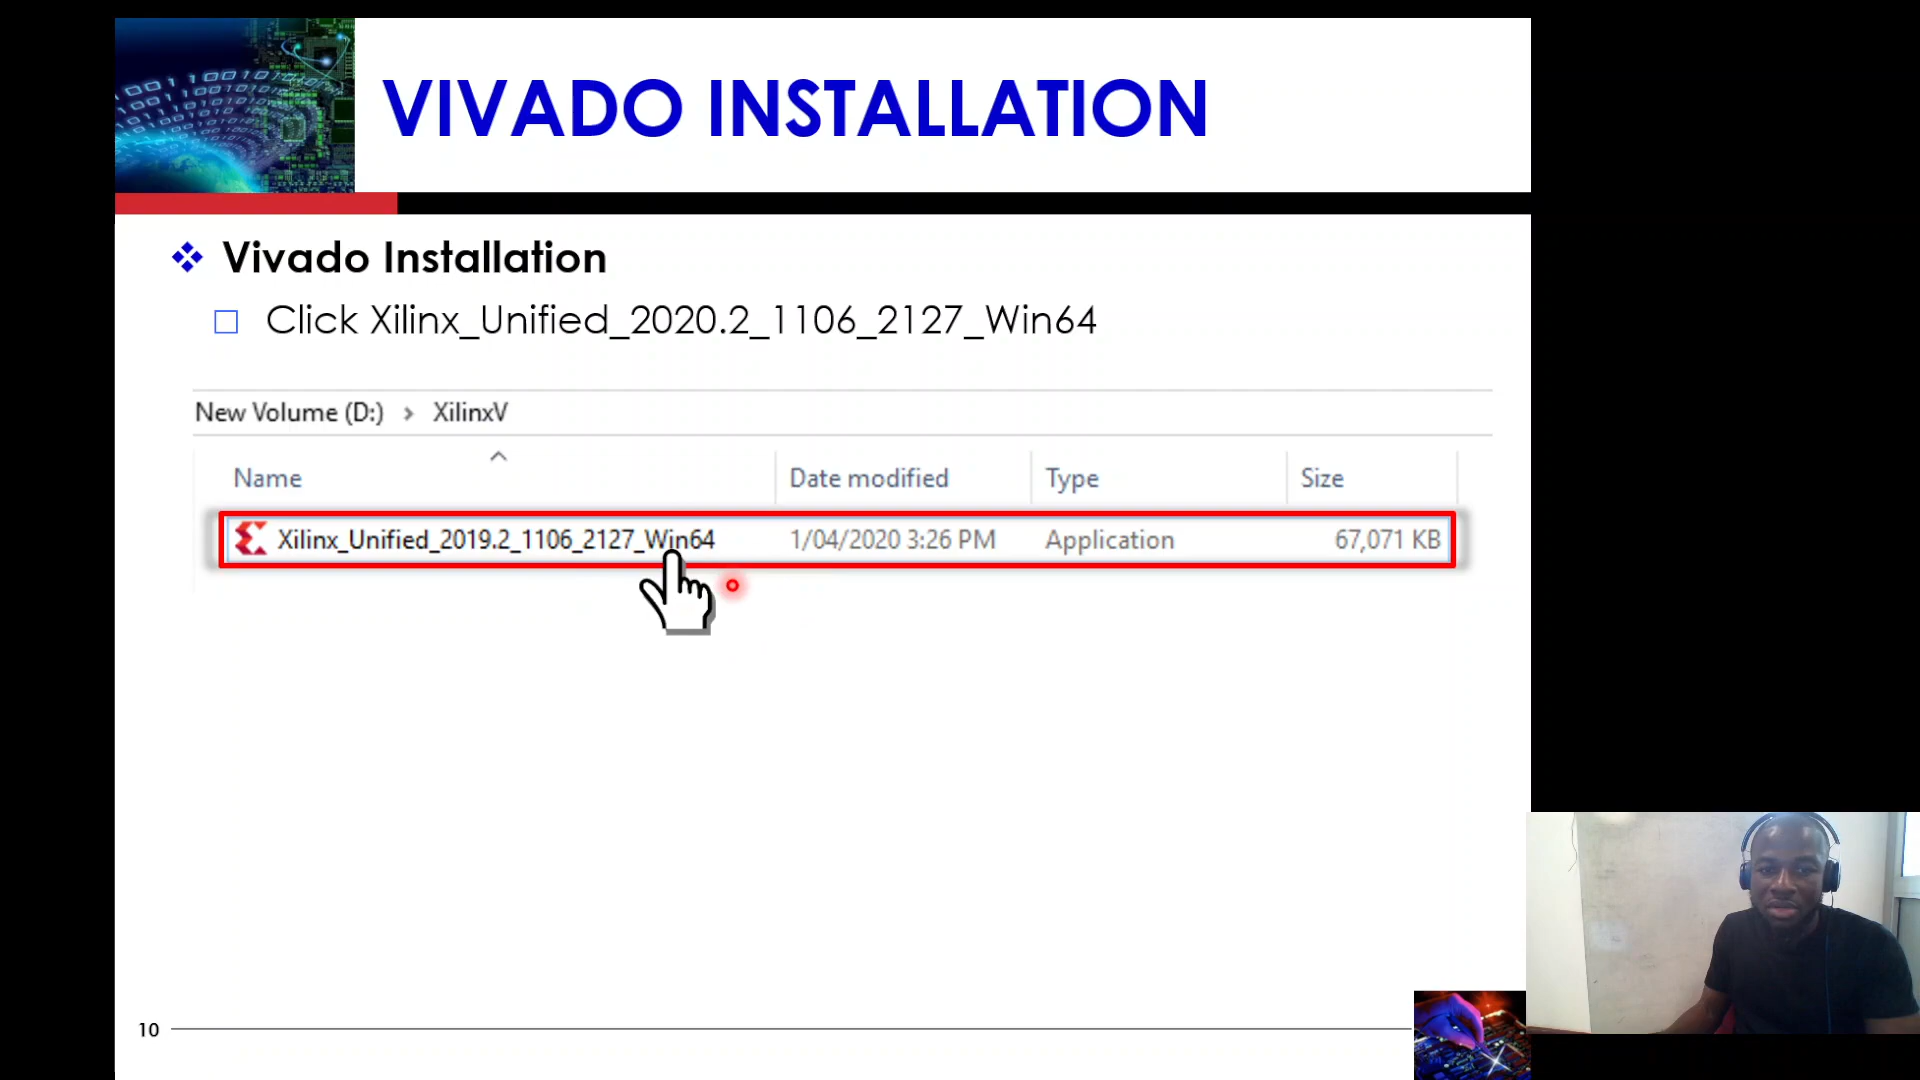 VIVADO INSTALLATION
Vivado Installation
Click Xilinx_Unified_2020.2_1106_2127_Win64
New Volume (D:) > XilinxV
Name Date modified Type Size
Xilinx_Unified_2019.2_1106_2127_Win64 1/04/2020 3:26 PM Application 67,071 KB
10